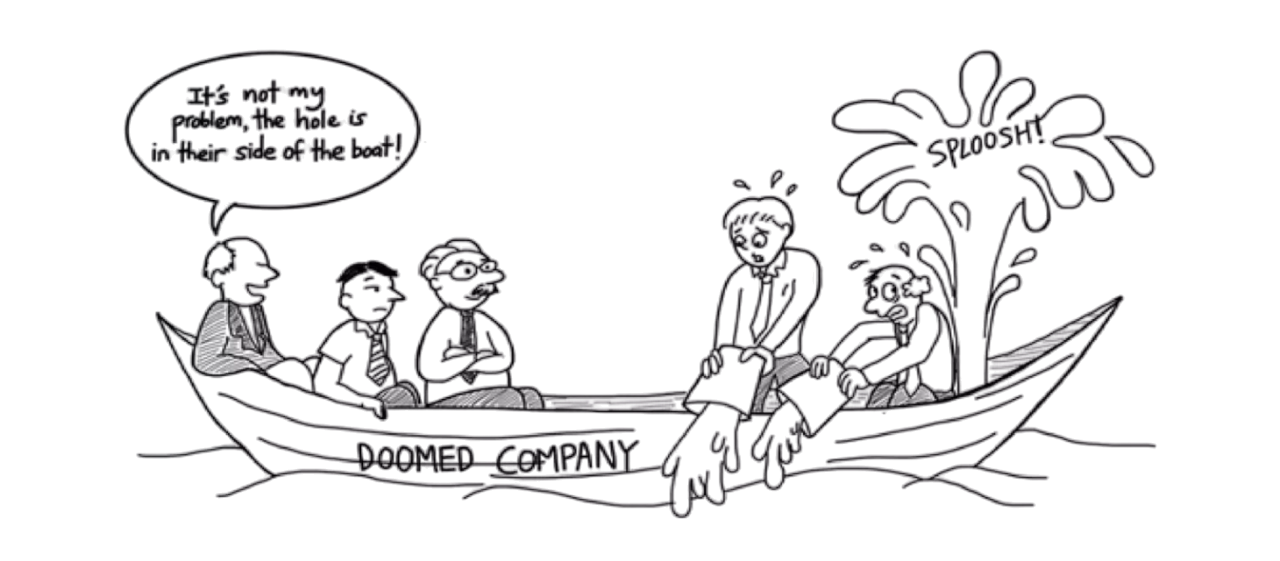 It's not my
problem, the hole is
in their side of the boat!
SPLOOSH!
DOOMED COMPANY